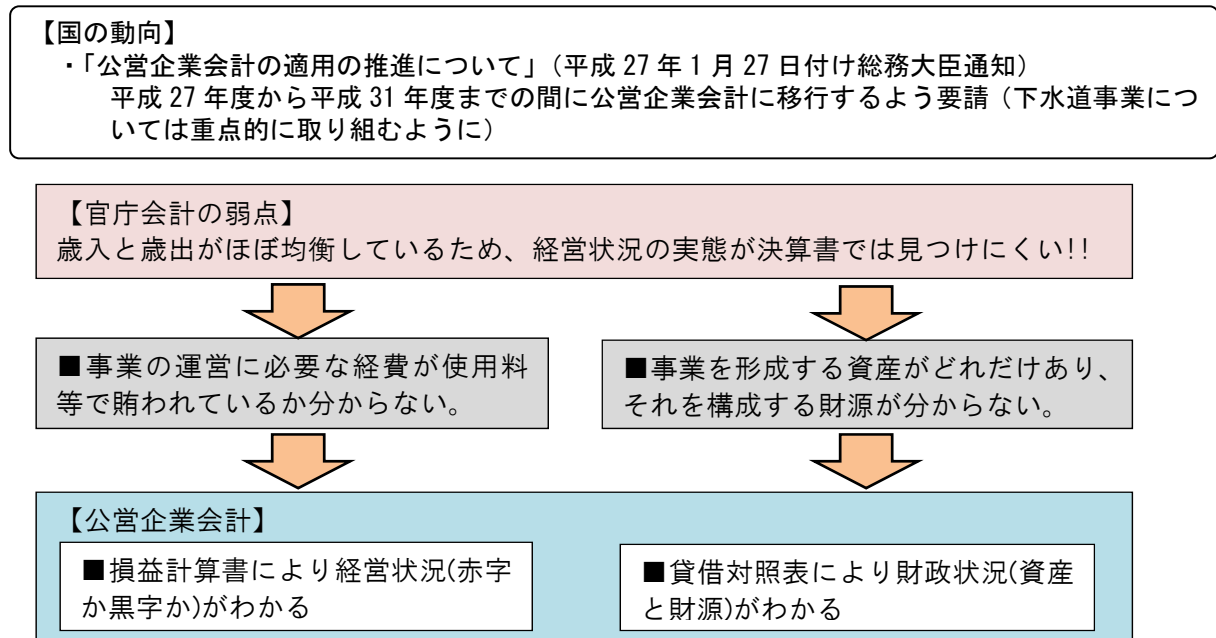 【国の動向】
・「公営企業会計の適用の推進について」（平成 27 年 1 月 27 日付け総務大臣通知）
平成 27 年度から平成 31 年度までの間に公営企業会計に移行するよう要請（下水道事業につ
いては重点的に取り組むように）
【官庁会計の弱点】
歳入と歳出がほぼ均衡しているため、経営状況の実態が決算書では見つけにくい!!
■事業の運営に必要な経費が使用料
等で賄われているか分からない。
■事業を形成する資産がどれだけあり、
それを構成する財源が分からない。
【公営企業会計】
■損益計算書により経営状況(赤字
か黒字か)がわかる
■貸借対照表により財政状況(資産
と財源)がわかる